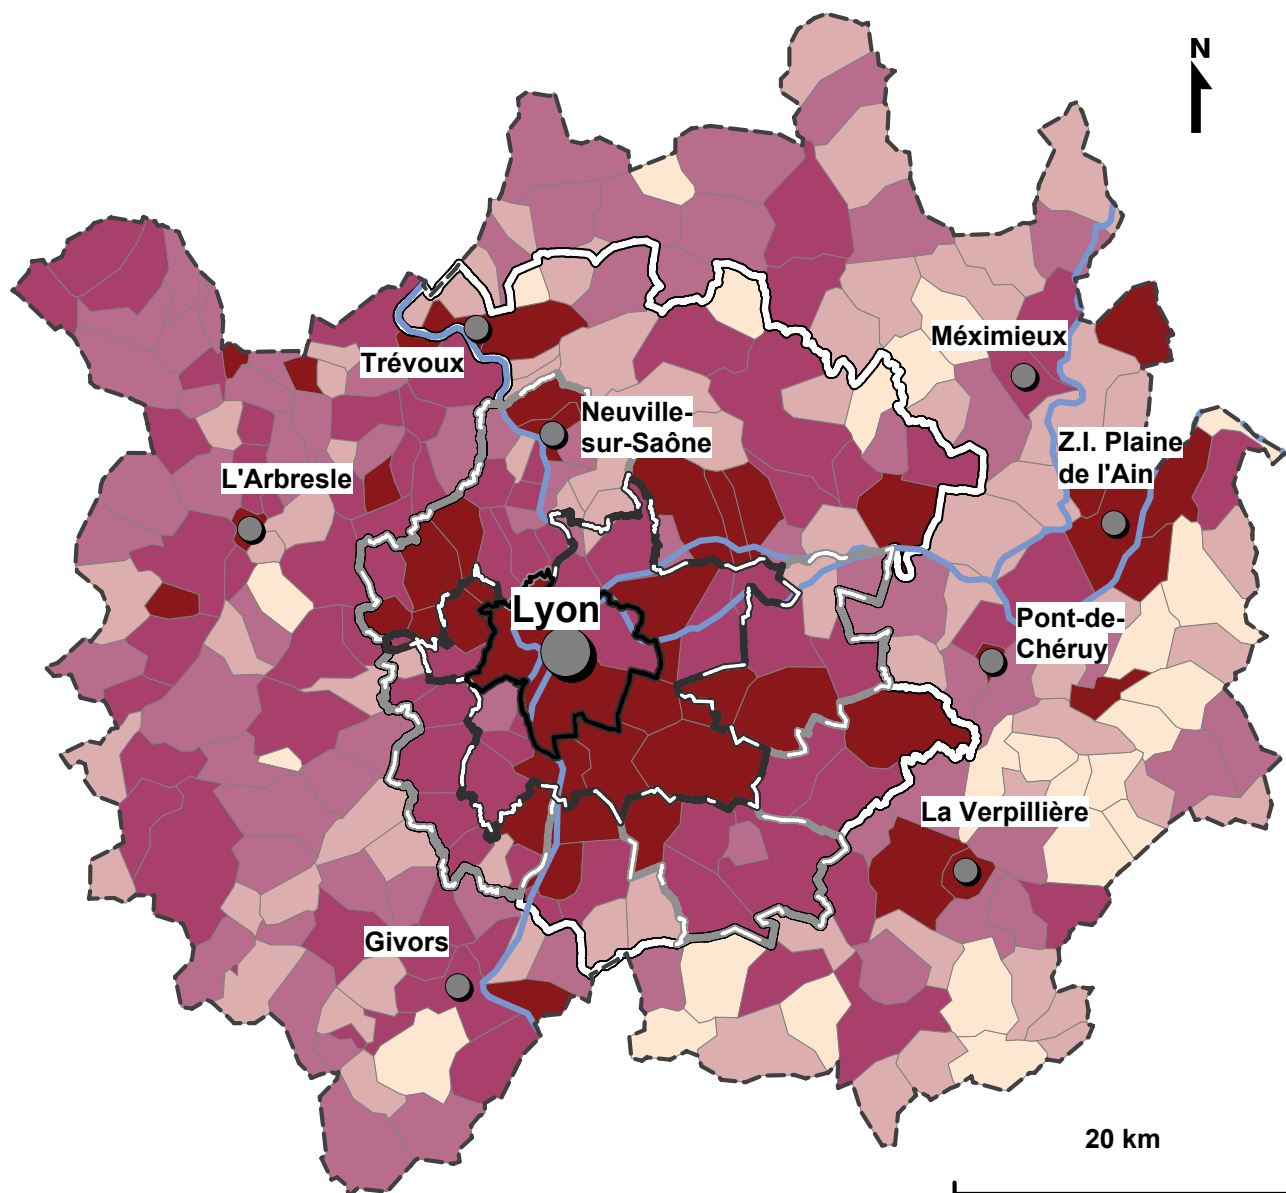 N
Méximieux
Trévoux
Neuville-
sur-Saône
Z.I. Plaine
de l'Ain
L'Arbresle
Lyon
Pont-de-
Chéruy
La Verpillière
Givors
20 km